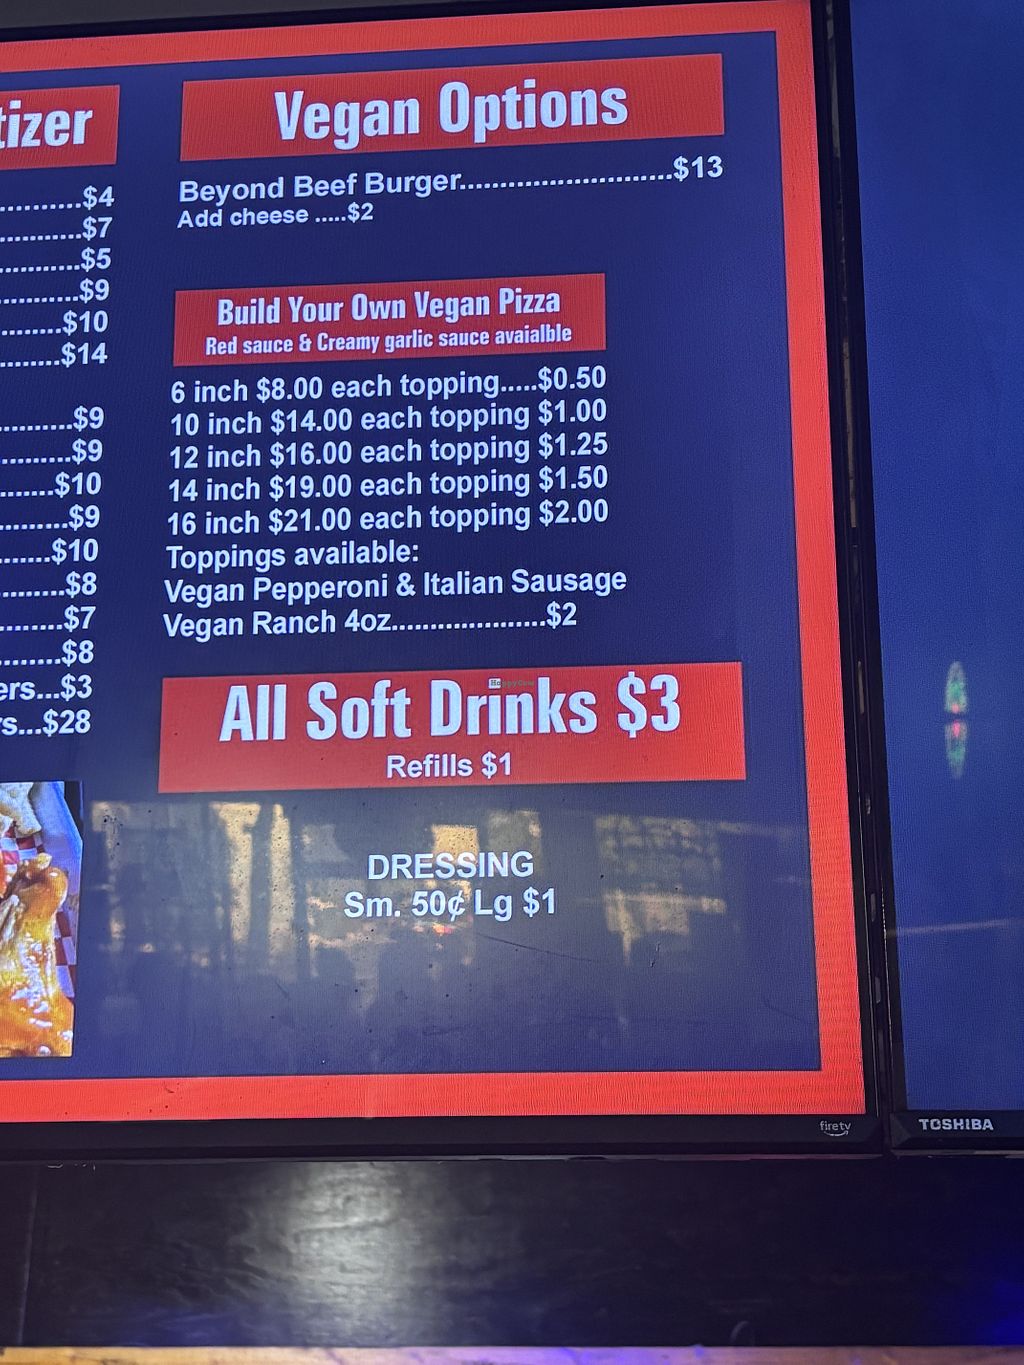 tizer
..........$4
............$7
............$5
............$9
.........$10
.........$14
............$9
...........$9
........$10
..........$9
........$10
..........$8
.........$7
.........$8
ers...$3
s...$28
Vegan Options
Beyond Beef Burger...........................$13
Add cheese .....$2
Build Your Own Vegan Pizza
Red sauce & Creamy garlic sauce avaialble
6 inch $8.00 each topping.....$0.50
10 inch $14.00 each topping $1.00
12 inch $16.00 each topping $1.25
14 inch $19.00 each topping $1.50
16 inch $21.00 each topping $2.00
Toppings available:
Vegan Pepperoni & Italian Sausage
Vegan Ranch 4oz....................$2
All Soft Drinks $3
Refills $1
DRESSING
Sm. 50¢ Lg $1
HappyCow
firetv
TOSHIBA